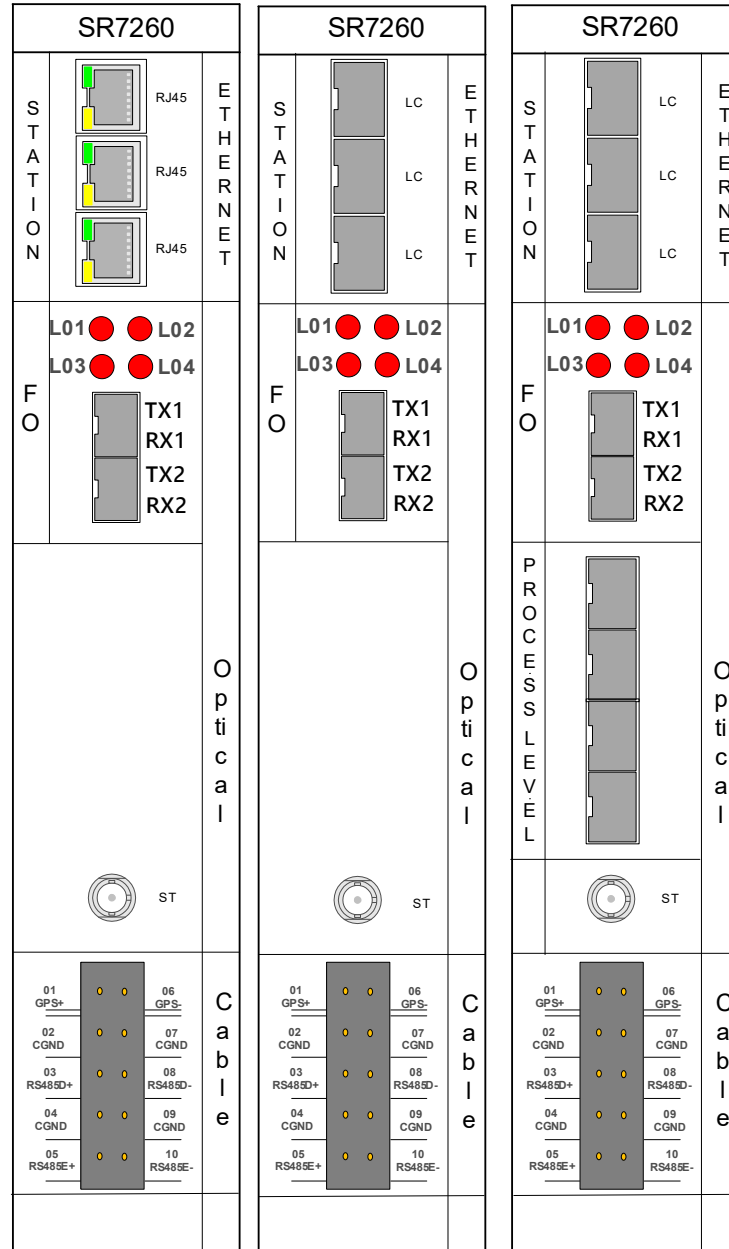 SR7260
STATION
RJ45
RJ45
RJ45
ETHERNET
L01 L02
L03 L04
FO
TX1
RX1
TX2
RX2
Optical
ST
01 GPS+
06 GPS-
02 CGND
07 CGND
03 RS485D+
08 RS485D-
04 CGND
09 CGND
05 RS485E+
10 RS485E-
Cable
SR7260
STATION
LC
LC
LC
ETHERNET
L01 L02
L03 L04
FO
TX1
RX1
TX2
RX2
Optical
ST
01 GPS+
06 GPS-
02 CGND
07 CGND
03 RS485D+
08 RS485D-
04 CGND
09 CGND
05 RS485E+
10 RS485E-
Cable
SR7260
STATION
LC
LC
LC
ETHERNET
L01 L02
L03 L04
FO
TX1
RX1
TX2
RX2
PROCESS LEVEL
Optical
ST
01 GPS+
06 GPS-
02 CGND
07 CGND
03 RS485D+
08 RS485D-
04 CGND
09 CGND
05 RS485E+
10 RS485E-
Cable